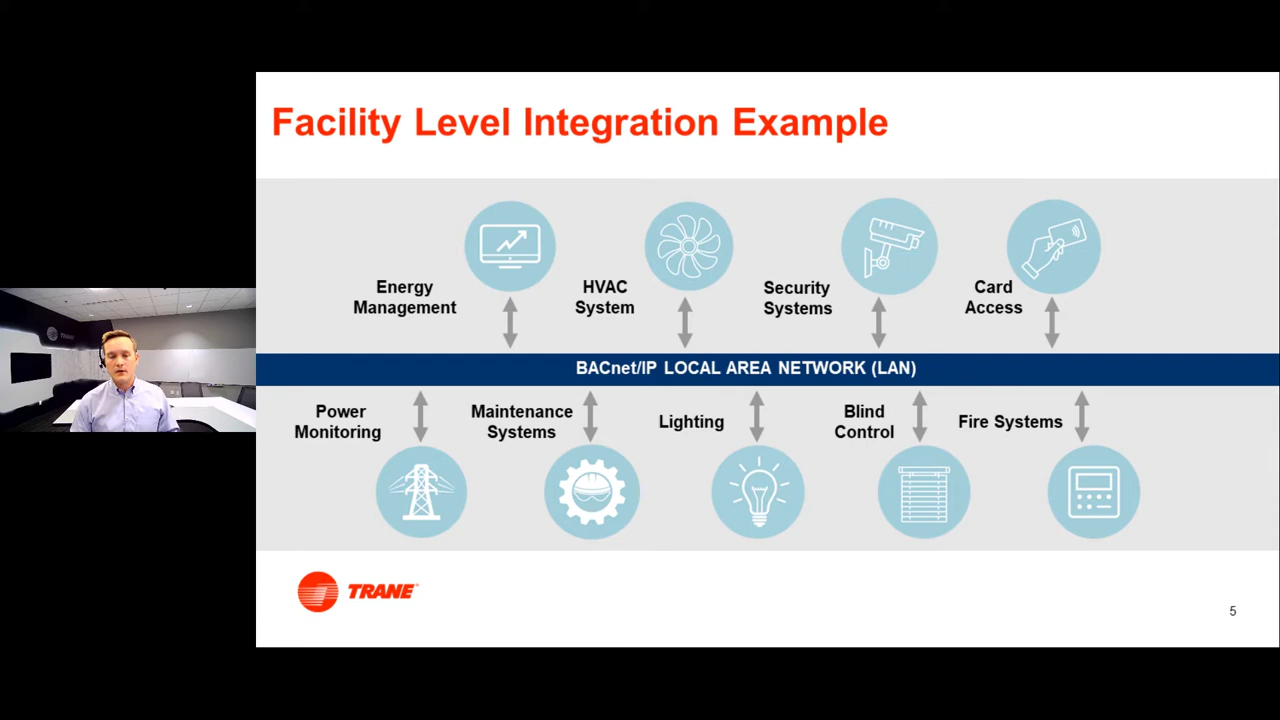 Facility Level Integration Example
Energy
Management
HVAC
System
Security
Systems
Card
Access
BACnet/IP LOCAL AREA NETWORK (LAN)
Power
Monitoring
Maintenance
Systems
Lighting
Blind
Control
Fire Systems
TRANE
5
TRANE